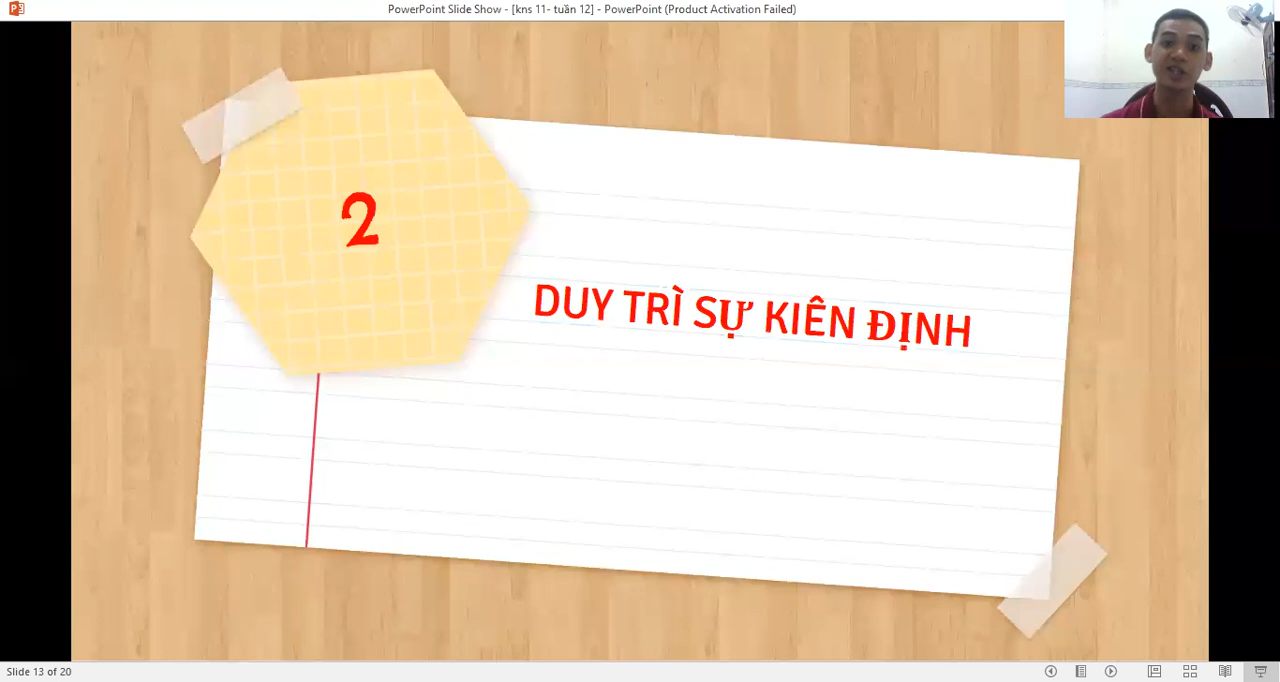 PowerPoint Slide Show - [kns 11- tuần 12] - PowerPoint (Product Activation Failed)
2
DUY TRÌ SỰ KIÊN ĐỊNH
Slide 13 of 20